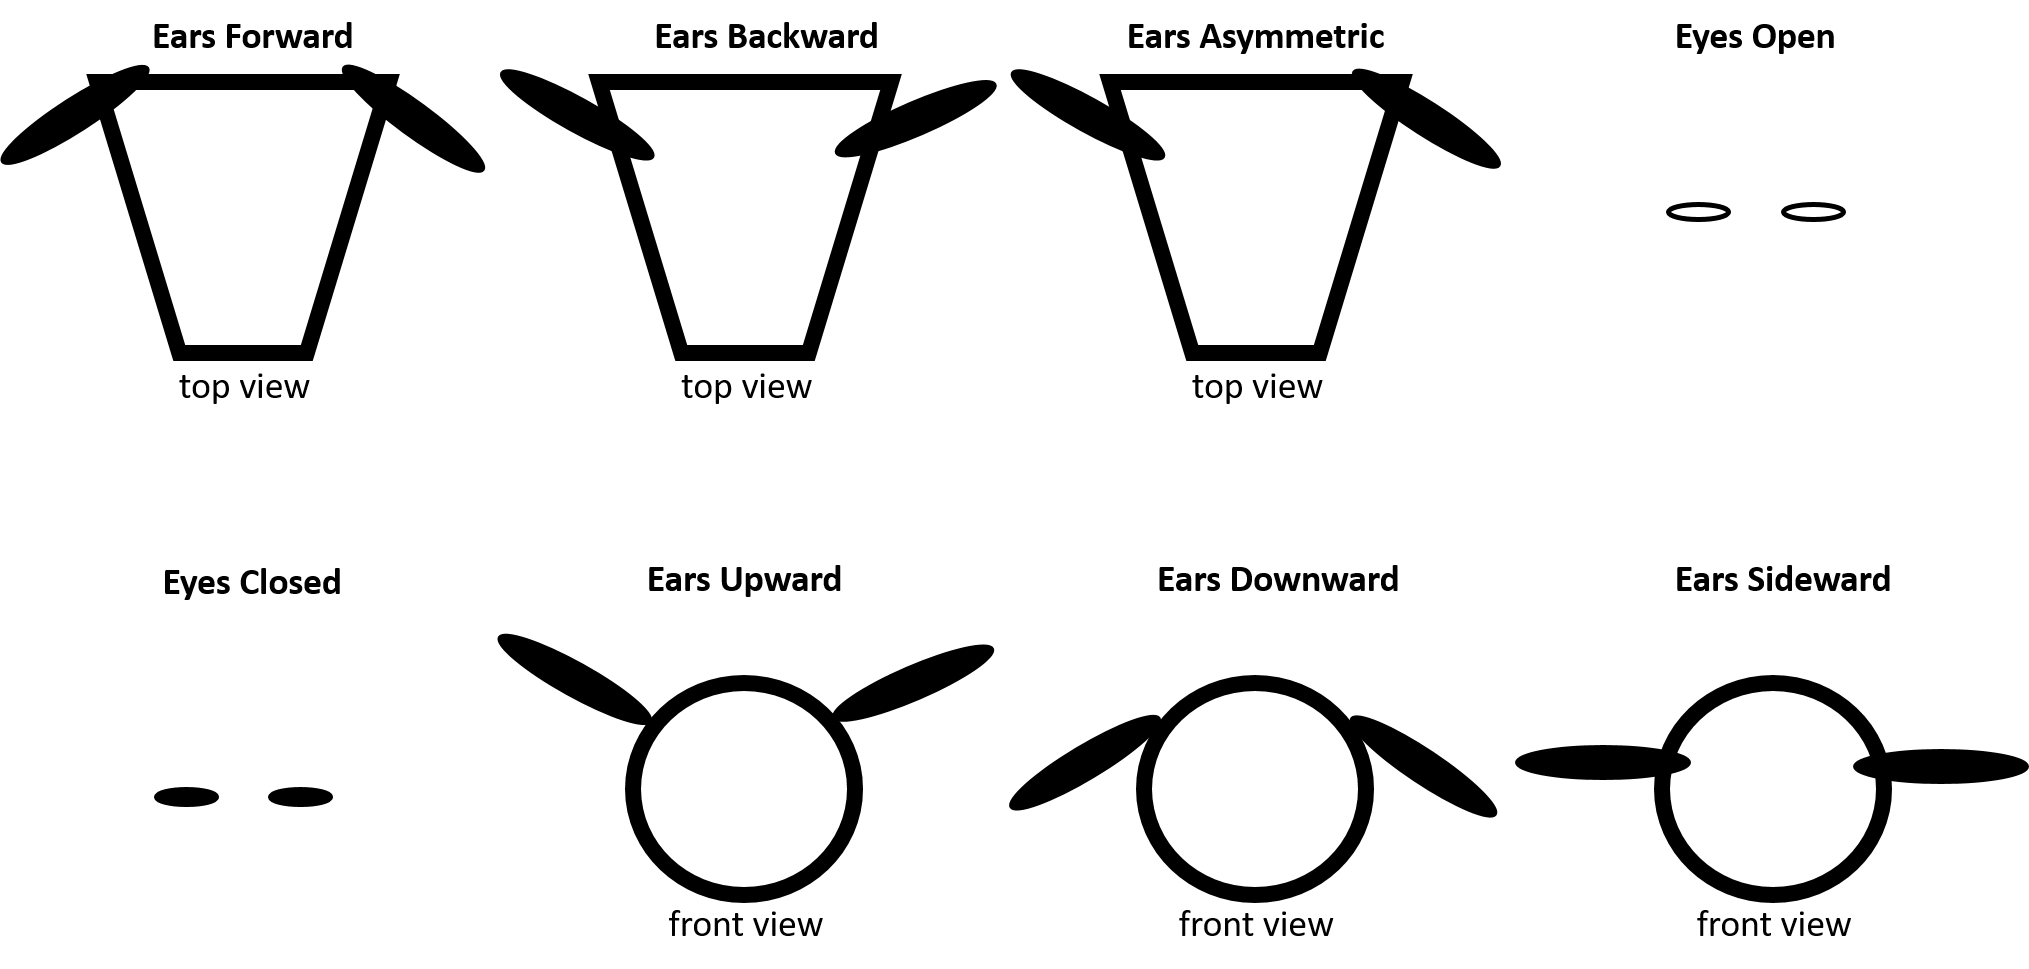 Ears Forward
Ears Backward
Ears Asymmetric
Eyes Open
top view
top view
top view
Eyes Closed
Ears Upward
Ears Downward
Ears Sideward
front view
front view
front view